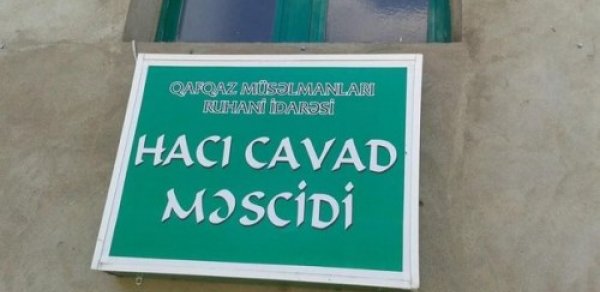 QAFQAZ MÜSƏLMANLARI
RUHANİ İDARƏSİ
HACI CAVAD
MƏSCİDİ